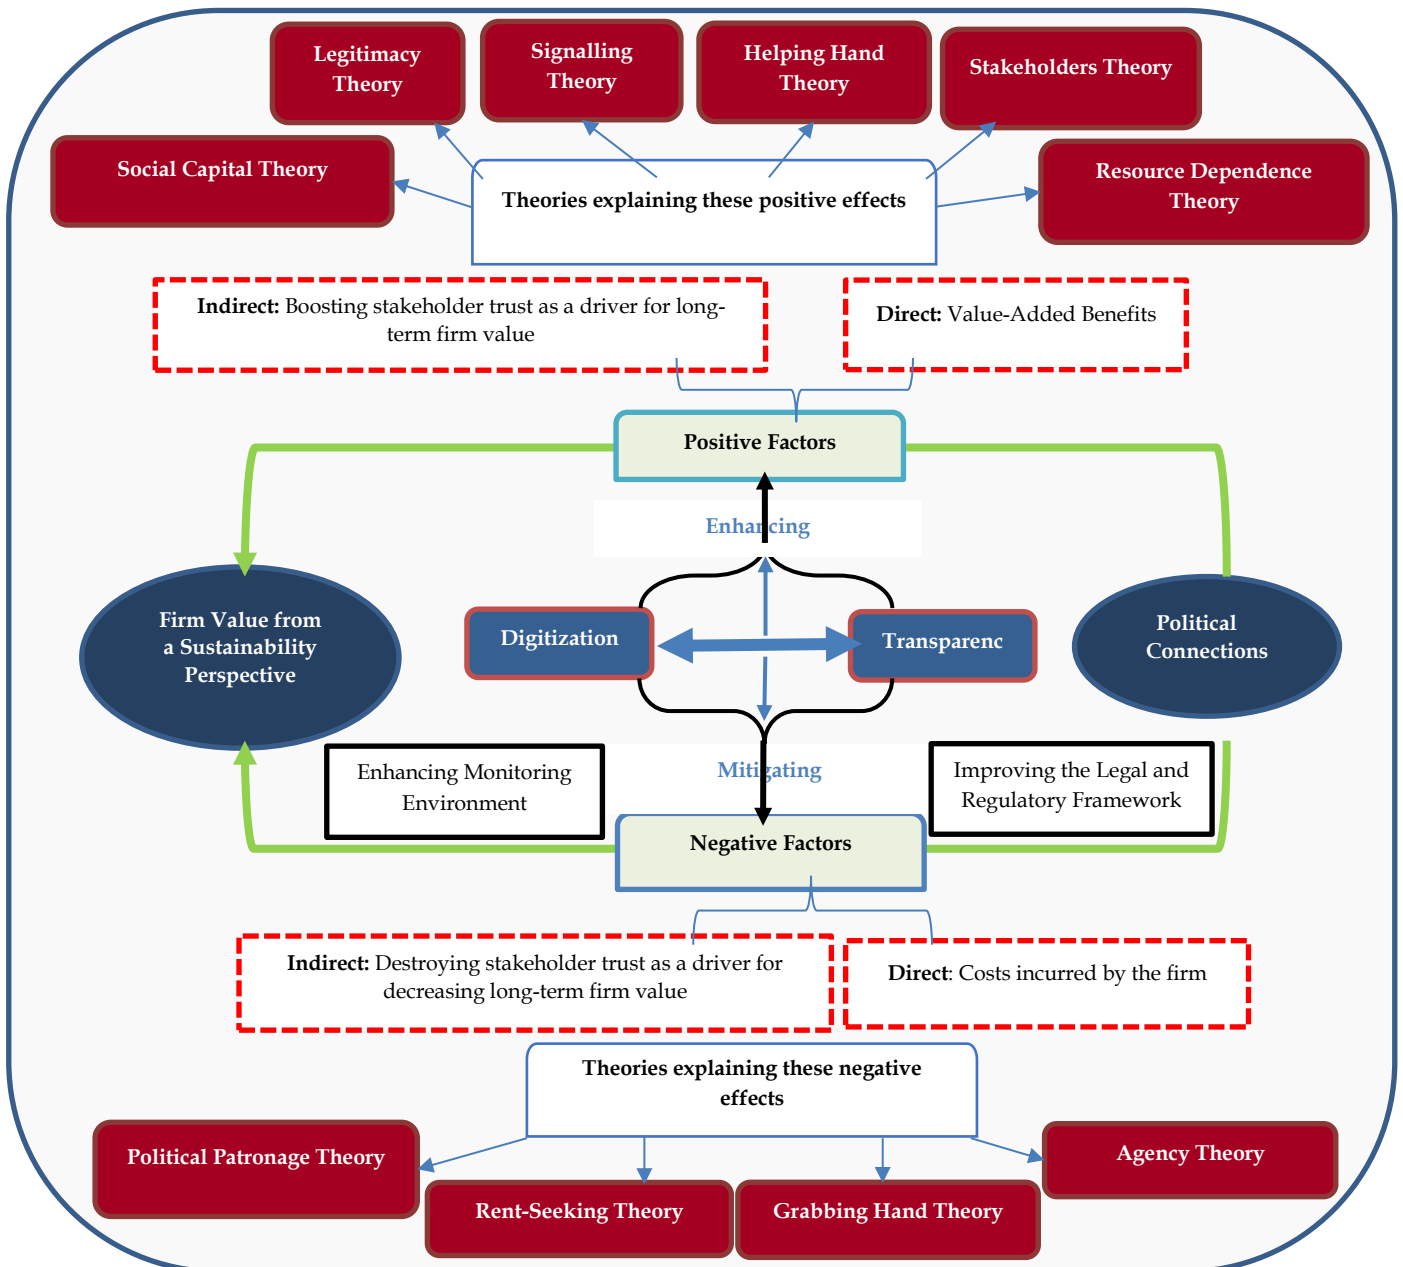 Legitimacy
Theory
Signalling
Theory
Helping Hand
Theory
Stakeholders Theory
Social Capital Theory
Resource Dependence
Theory
Theories explaining these positive effects
Indirect: Boosting stakeholder trust as a driver for long-
term firm value
Direct: Value-Added Benefits
Positive Factors
Enhancing
Firm Value from
a Sustainability
Perspective
Digitization
Transparenc
Political
Connections
Enhancing Monitoring
Environment
Mitigating
Improving the Legal and
Regulatory Framework
Negative Factors
Indirect: Destroying stakeholder trust as a driver for
decreasing long-term firm value
Direct: Costs incurred by the firm
Theories explaining these negative
effects
Political Patronage Theory
Rent-Seeking Theory
Grabbing Hand Theory
Agency Theory